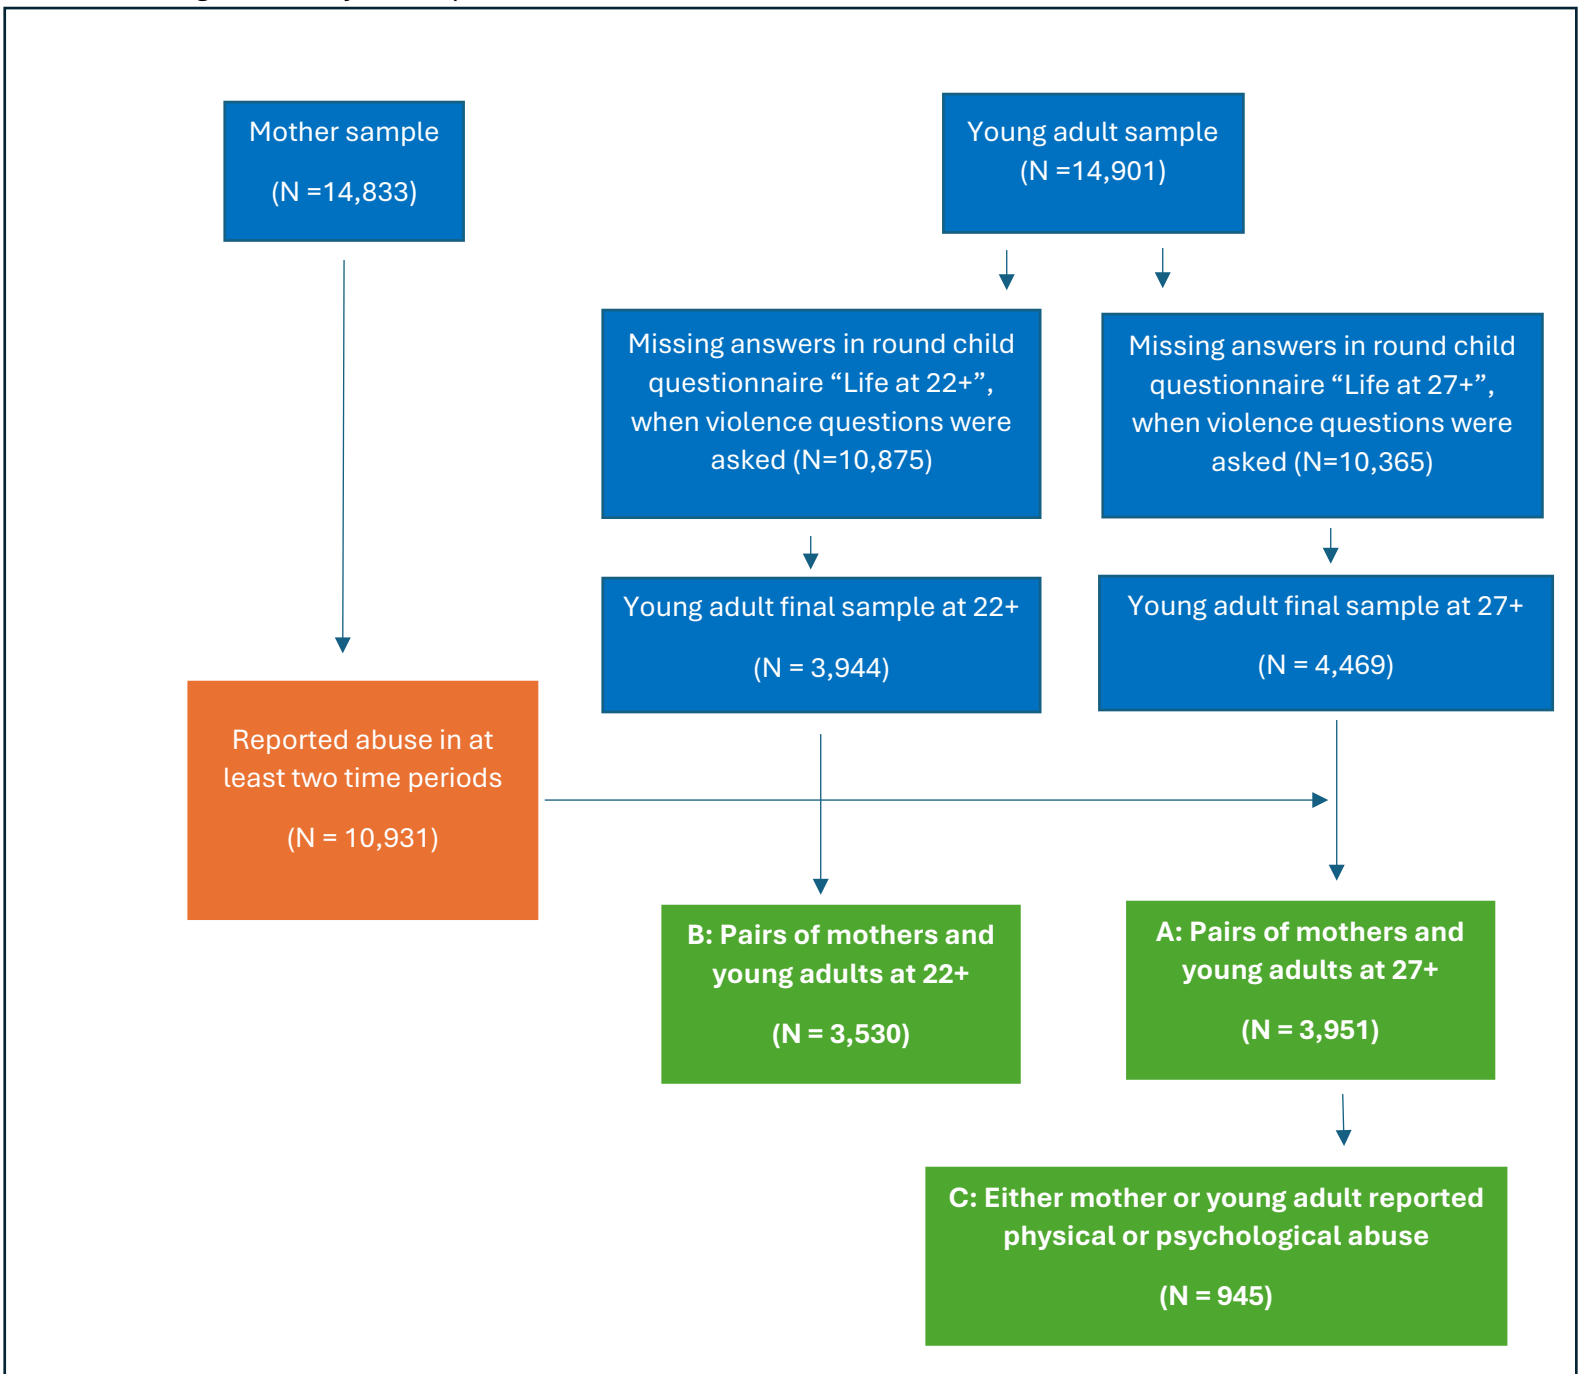 Mother sample
(N =14,833)
Young adult sample
(N =14,901)
Missing answers in round child
questionnaire “Life at 22+”,
when violence questions were
asked (N=10,875)
Missing answers in round child
questionnaire “Life at 27+”,
when violence questions were
asked (N=10,365)
Young adult final sample at 22+
(N = 3,944)
Young adult final sample at 27+
(N = 4,469)
Reported abuse in at
least two time periods
(N = 10,931)
B: Pairs of mothers and
young adults at 22+
(N = 3,530)
A: Pairs of mothers and
young adults at 27+
(N = 3,951)
C: Either mother or young adult reported
physical or psychological abuse
(N = 945)